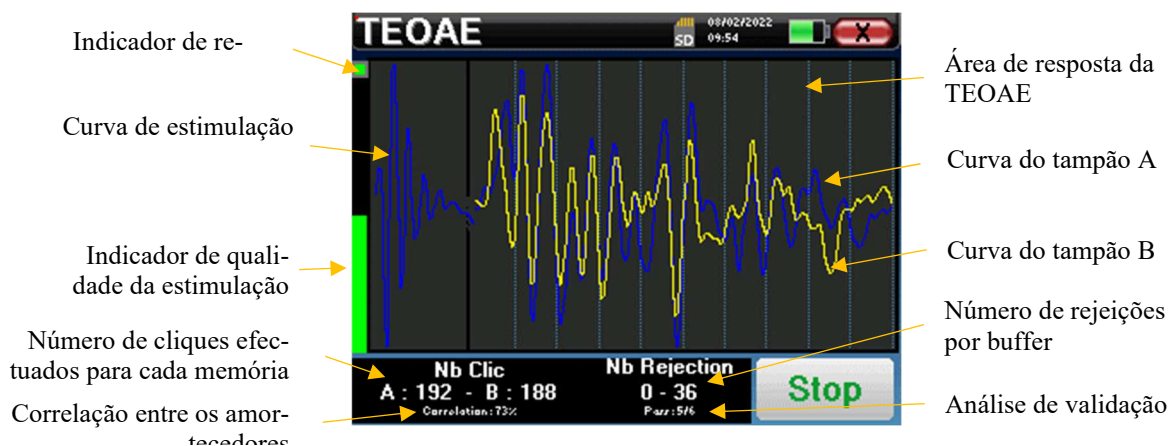 TEOAE
SD
08/02/2022
09:54
X
Indicador de re-
Curva de estimulação
Indicador de quali-
dade da estimulação
Número de cliques efec-
tuados para cada memória
Correlação entre os amor-
tecedores
Área de resposta da
TEOAE
Curva do tampão A
Curva do tampão B
Número de rejeições
por buffer
Análise de validação
Nb Clic
A : 192 - B : 188
Correlation : 73%
Nb Rejection
0 - 36
Pass : 5/6
Stop